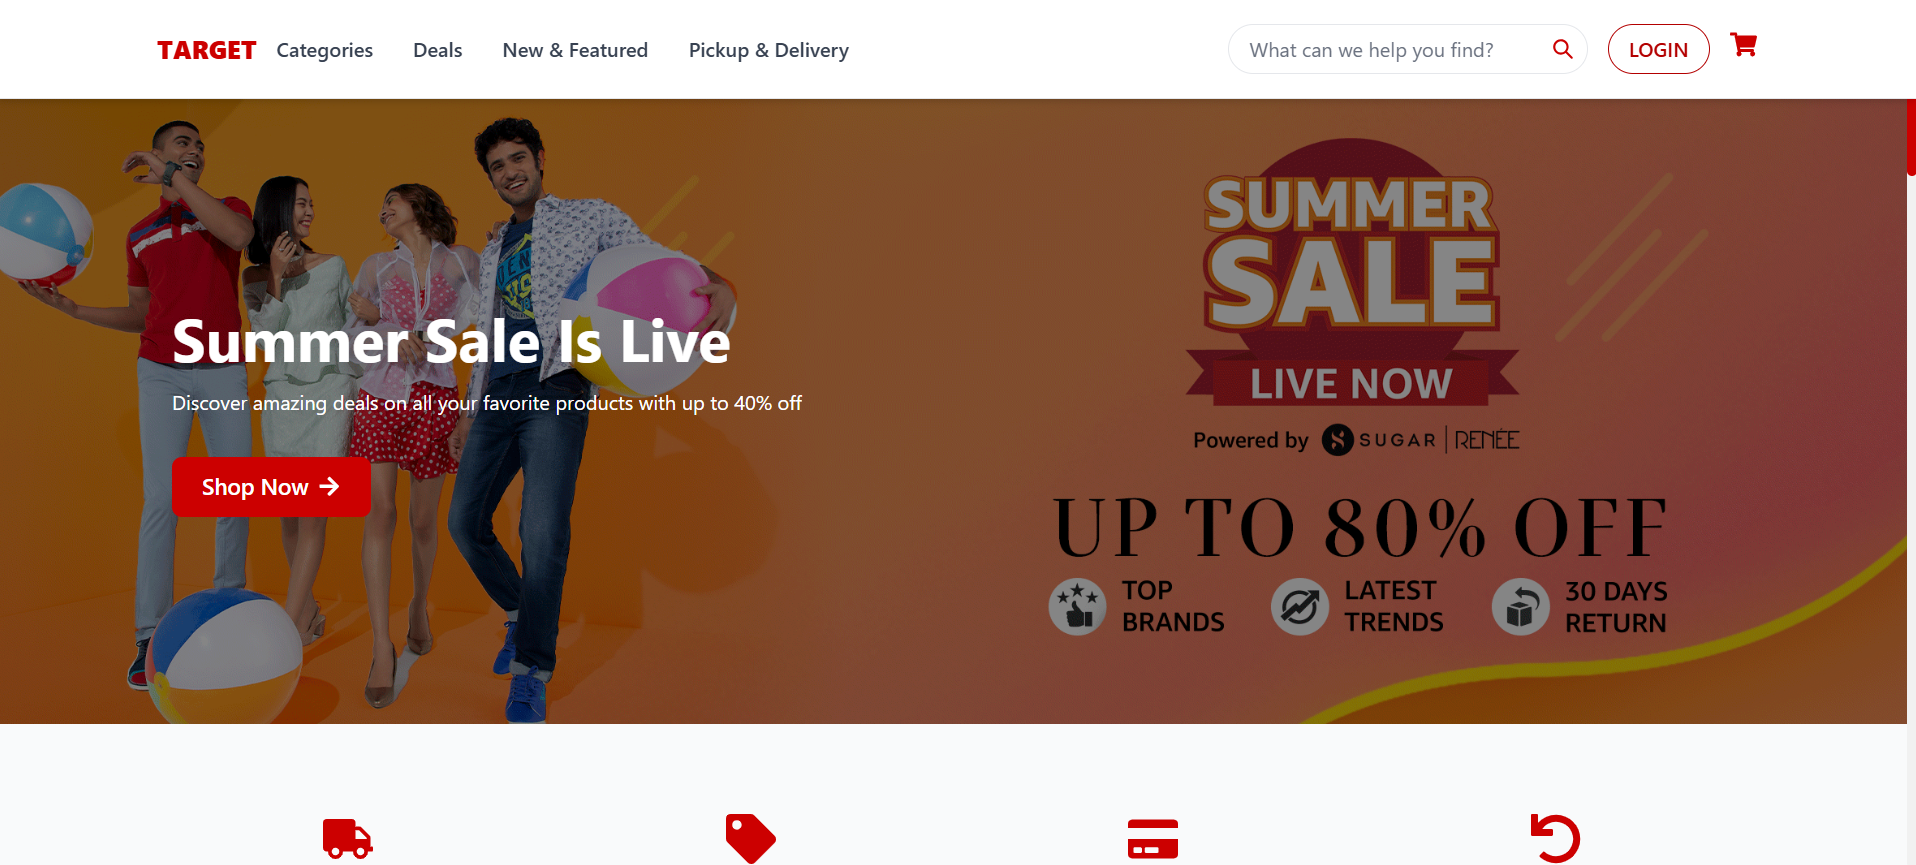 TARGET
Categories
Deals
New & Featured
Pickup & Delivery
What can we help you find?
LOGIN
SUMMER
SALE
LIVE NOW
Powered by SUGAR | RENÉE
Summer Sale Is Live
Discover amazing deals on all your favorite products with up to 40% off
Shop Now
UP TO 80% OFF
TOP
BRANDS
LATEST
TRENDS
30 DAYS
RETURN